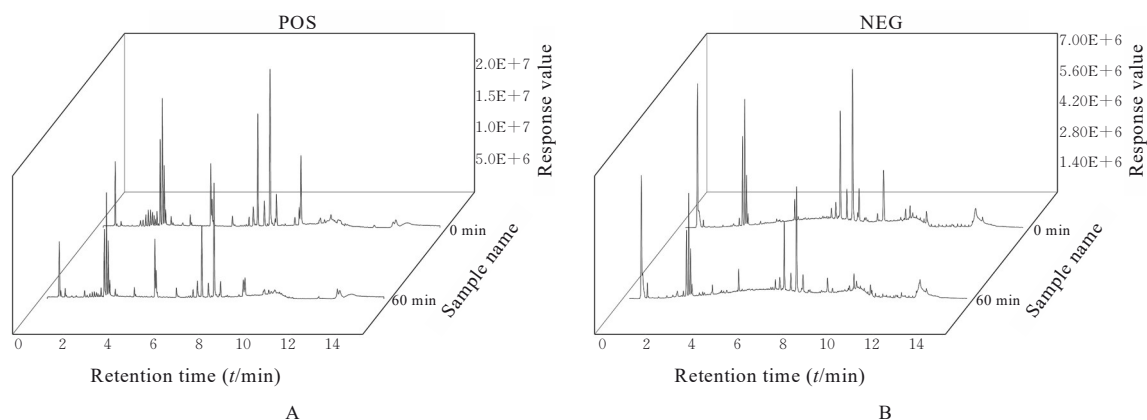 POS
2.0E+7
1.5E+7
1.0E+7
5.0E+6
Response value
0 min
60 min
Sample name
0 2 4 6 8 10 12 14
Retention time (t/min)
A
NEG
7.00E+6
5.60E+6
4.20E+6
2.80E+6
1.40E+6
Response value
0 min
60 min
Sample name
0 2 4 6 8 10 12 14
Retention time (t/min)
B